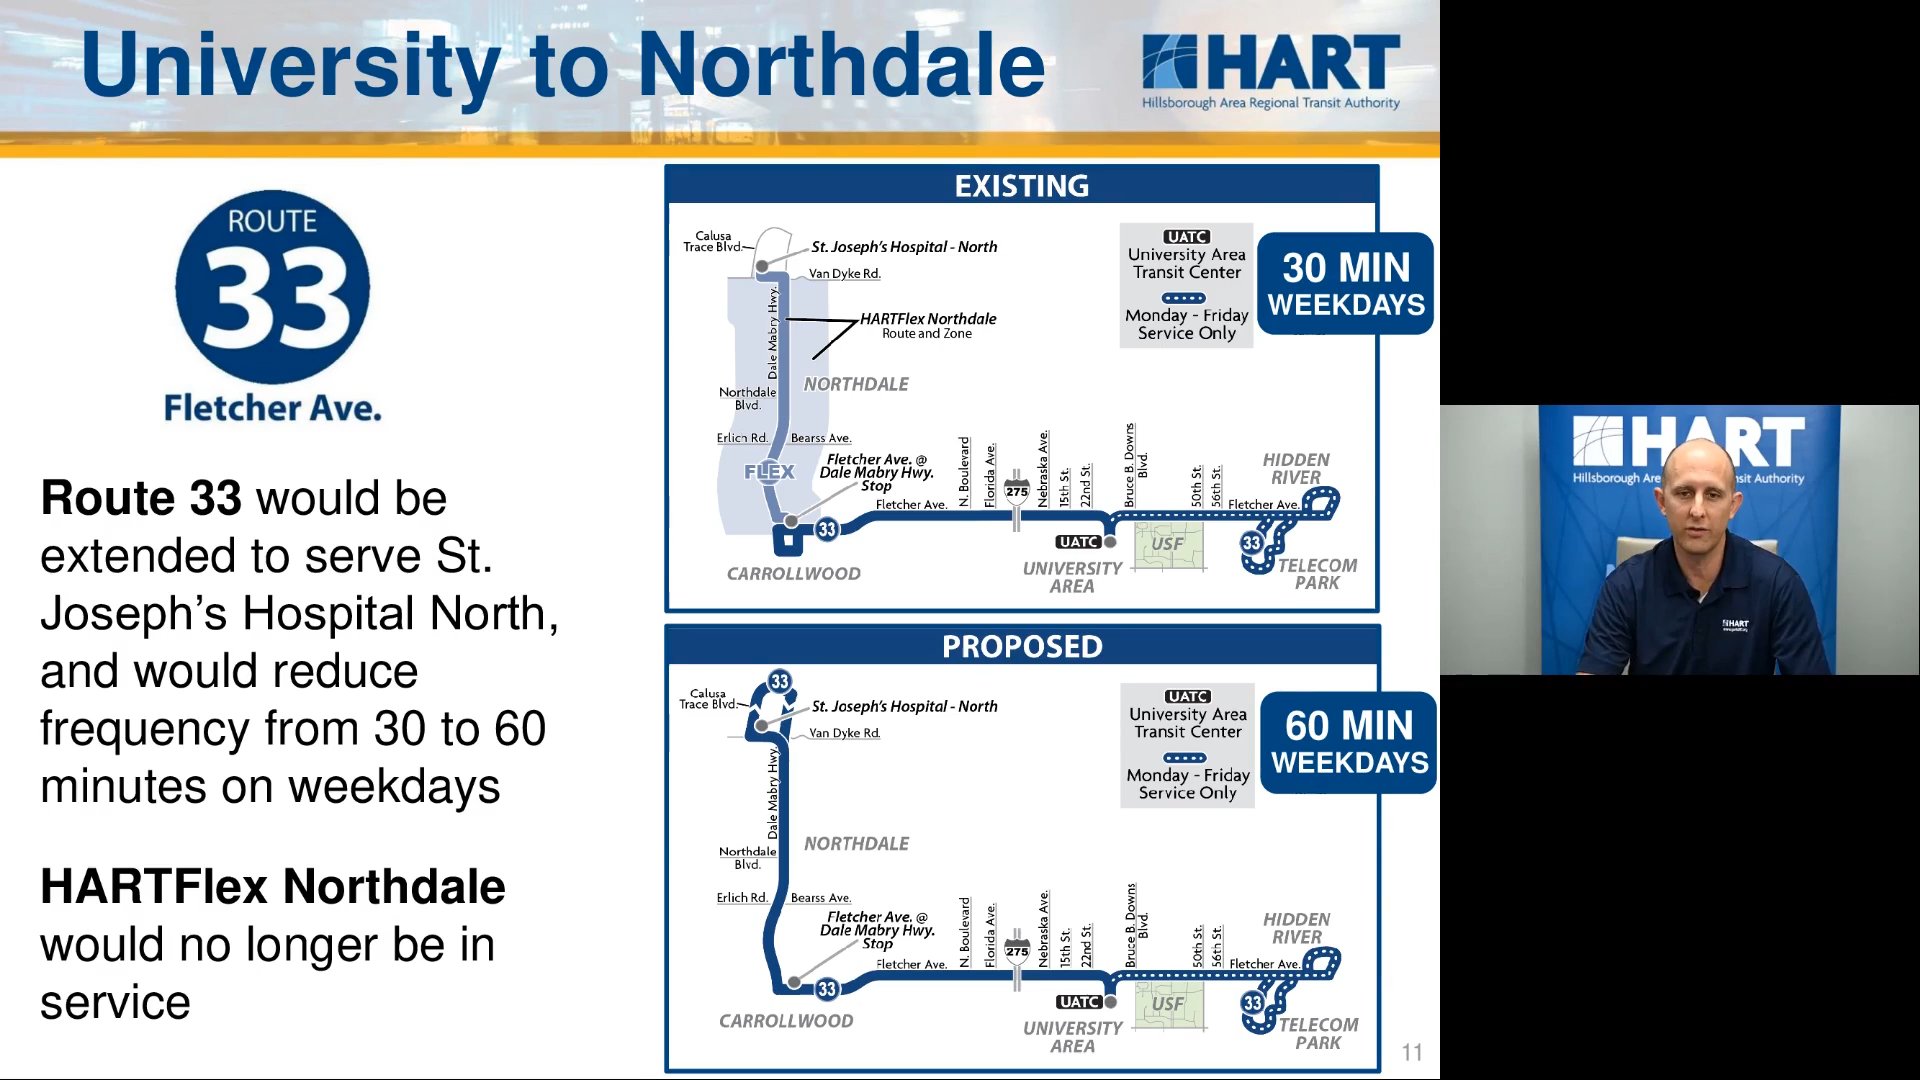 University to Northdale
HART
Hillsborough Area Regional Transit Authority
ROUTE
33
Fletcher Ave.
Route 33 would be
extended to serve St.
Joseph's Hospital North,
and would reduce
frequency from 30 to 60
minutes on weekdays
HARTFlex Northdale
would no longer be in
service
EXISTING
Calusa
Trace Blvd.
St. Joseph's Hospital - North
Van Dyke Rd.
Dale Mabry Hwy.
HARTFlex Northdale
Route and Zone
NORTHDALE
Northdale
Blvd.
Erlich Rd.
Bearss Ave.
FLEX
Fletcher Ave. @
Dale Mabry Hwy.
Stop
Fletcher Ave.
N. Boulevard
Florida Ave.
275
Nebraska Ave.
15th St.
22nd St.
Bruce B. Downs
Blvd.
50th St.
56th St.
Fletcher Ave.
HIDDEN
RIVER
33
UATC
USF
33
CARROLLWOOD
UNIVERSITY
AREA
TELECOM
PARK
UATC
University Area
Transit Center
Monday - Friday
Service Only
30 MIN
WEEKDAYS
PROPOSED
33
Calusa
Trace Blvd.
St. Joseph's Hospital - North
Van Dyke Rd.
Dale Mabry Hwy.
NORTHDALE
Northdale
Blvd.
Erlich Rd.
Bearss Ave.
Fletcher Ave. @
Dale Mabry Hwy.
Stop
Fletcher Ave.
N. Boulevard
Florida Ave.
275
Nebraska Ave.
15th St.
22nd St.
Bruce B. Downs
Blvd.
50th St.
56th St.
Fletcher Ave.
HIDDEN
RIVER
33
UATC
USF
33
CARROLLWOOD
UNIVERSITY
AREA
TELECOM
PARK
UATC
University Area
Transit Center
Monday - Friday
Service Only
60 MIN
WEEKDAYS
11
HART
Hillsborough Area
sit Authority
HART